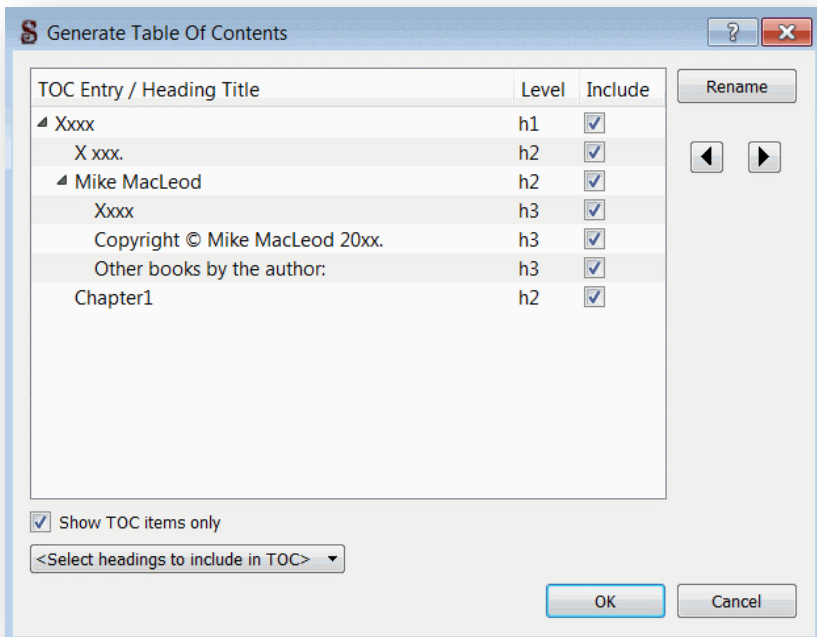 Generate Table Of Contents
TOC Entry / Heading Title Level Include
Rename
Xxxx h1
X xxx. h2
Mike MacLeod h2
Xxxx h3
Copyright © Mike MacLeod 20xx. h3
Other books by the author: h3
Chapter1 h2
Show TOC items only
<Select headings to include in TOC>
OK Cancel